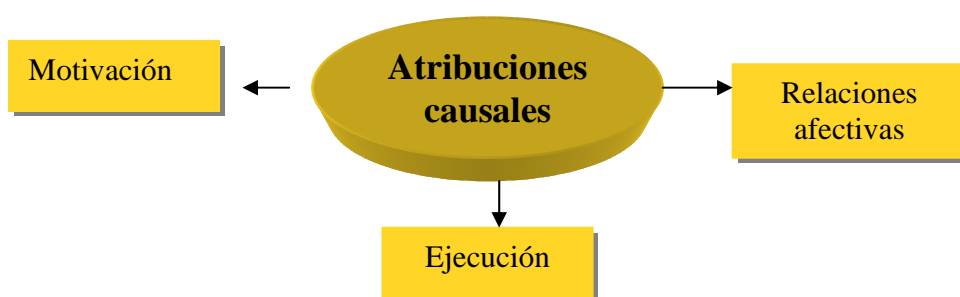 Motivación
Atribuciones
causales
Relaciones
afectivas
Ejecución